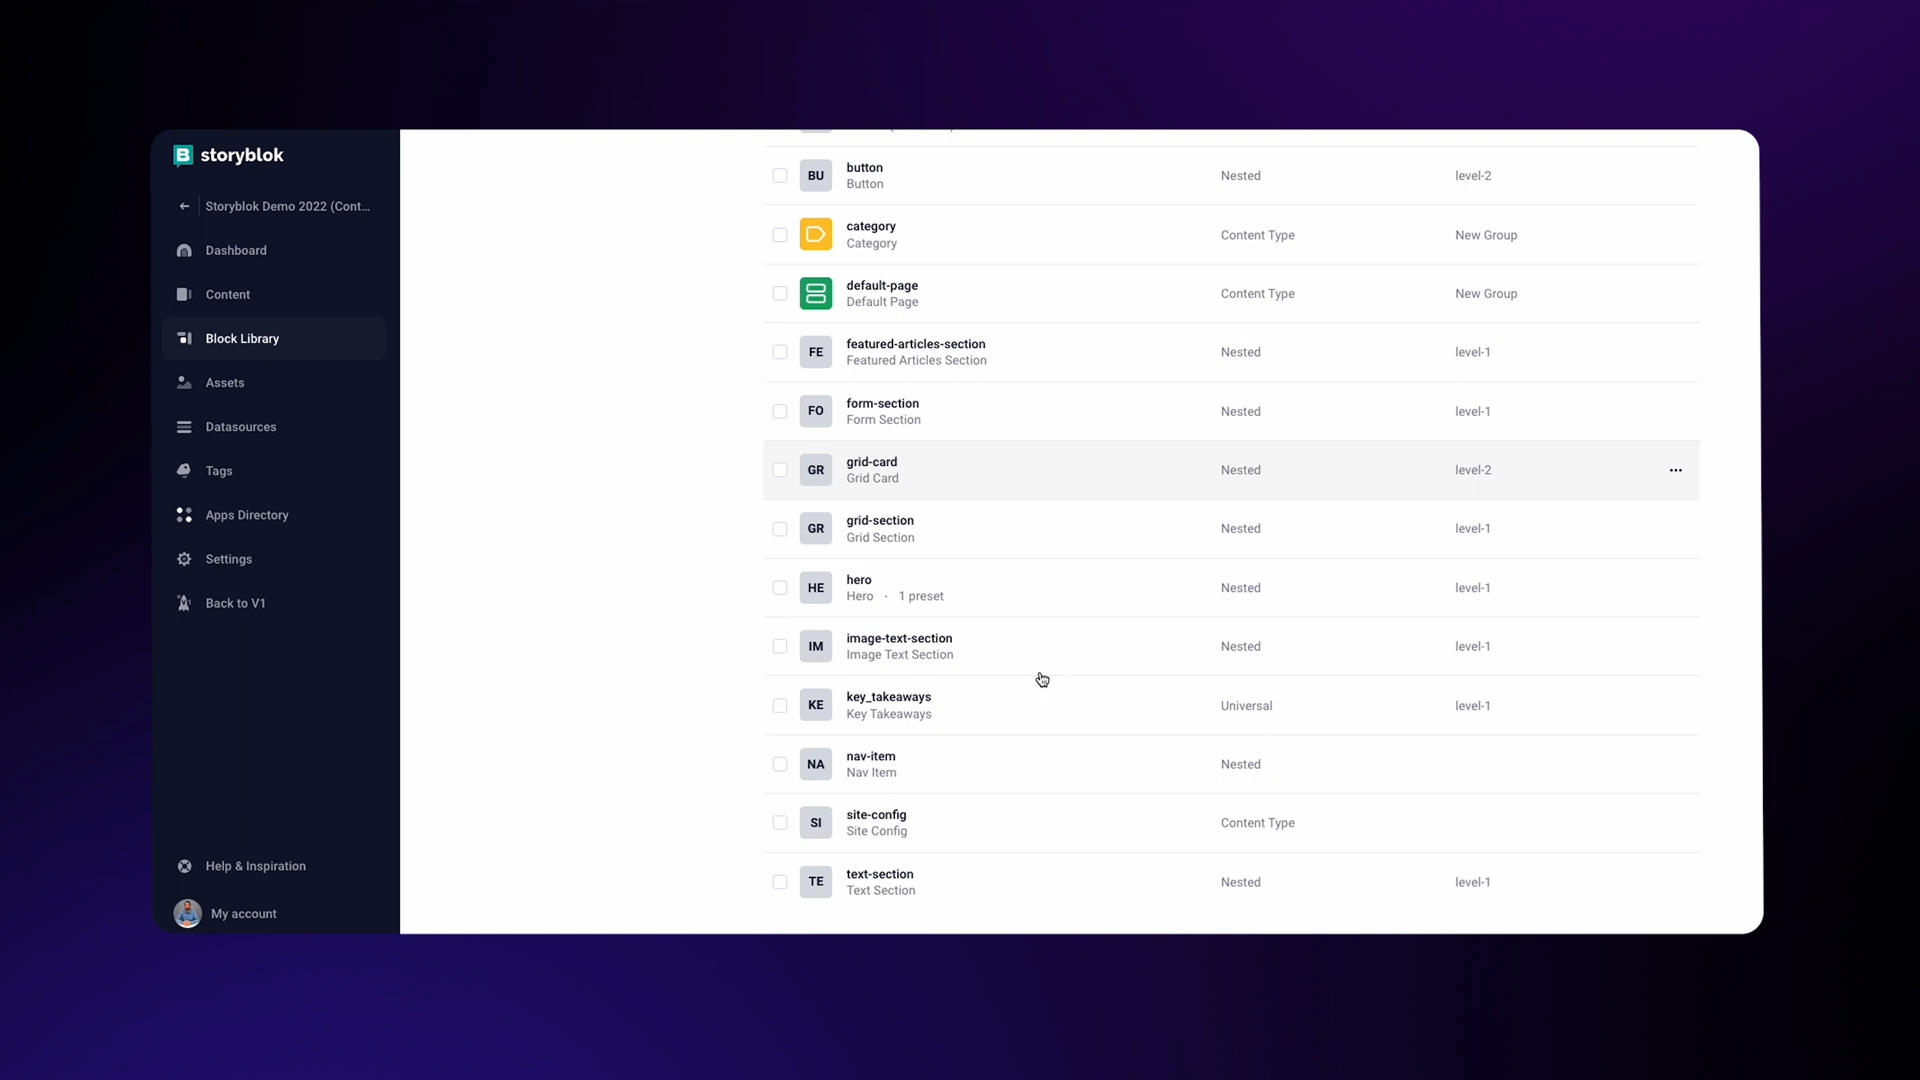 storyblok
Storyblok Demo 2022 (Cont...
Dashboard
Content
Block Library
Assets
Datasources
Tags
Apps Directory
Settings
Back to V1
Help & Inspiration
My account
BU button Nested level-2
Button
category Content Type New Group
Category
default-page Content Type New Group
Default Page
FE featured-articles-section Nested level-1
Featured Articles Section
FO form-section Nested level-1
Form Section
GR grid-card Nested level-2 ...
Grid Card
GR grid-section Nested level-1
Grid Section
HE hero Nested level-1
Hero · 1 preset
IM image-text-section Nested level-1
Image Text Section
KE key_takeaways Universal level-1
Key Takeaways
NA nav-item Nested
Nav Item
SI site-config Content Type
Site Config
TE text-section Nested level-1
Text Section